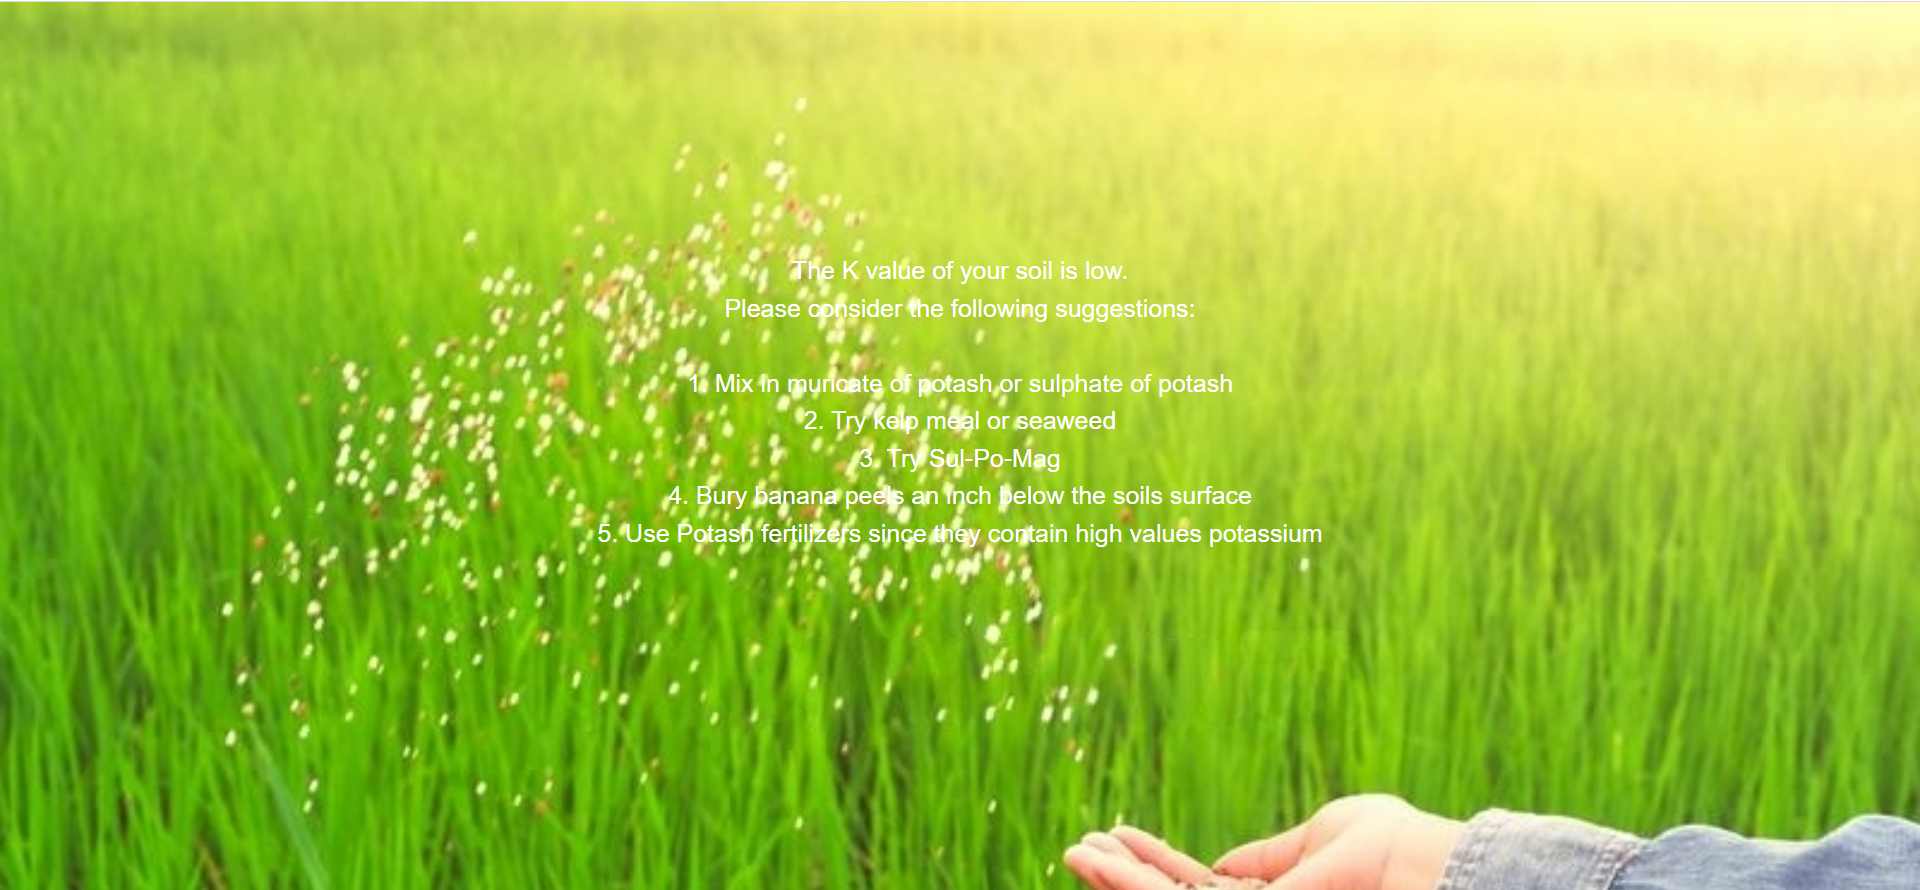 The K value of your soil is low.
Please consider the following suggestions:
1. Mix in muricate of potash or sulphate of potash
2. Try kelp meal or seaweed
3. Try Sul-Po-Mag
4. Bury banana peels an inch below the soils surface
5. Use Potash fertilizers since they contain high values potassium